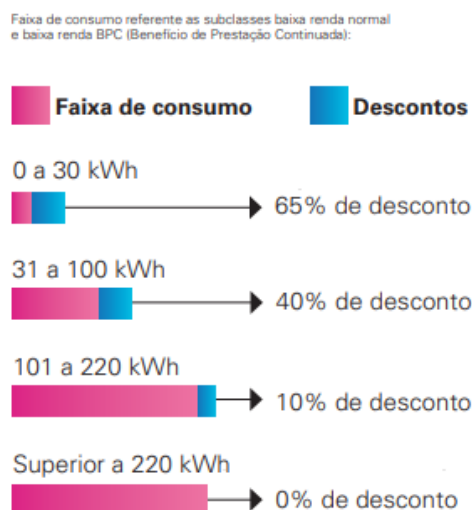 Faixa de consumo referente as subclasses baixa renda normal
e baixa renda BPC (Benefício de Prestação Continuada):
Faixa de consumo
Descontos
0 a 30 kWh
65% de desconto
31 a 100 kWh
40% de desconto
101 a 220 kWh
10% de desconto
Superior a 220 kWh
0% de desconto